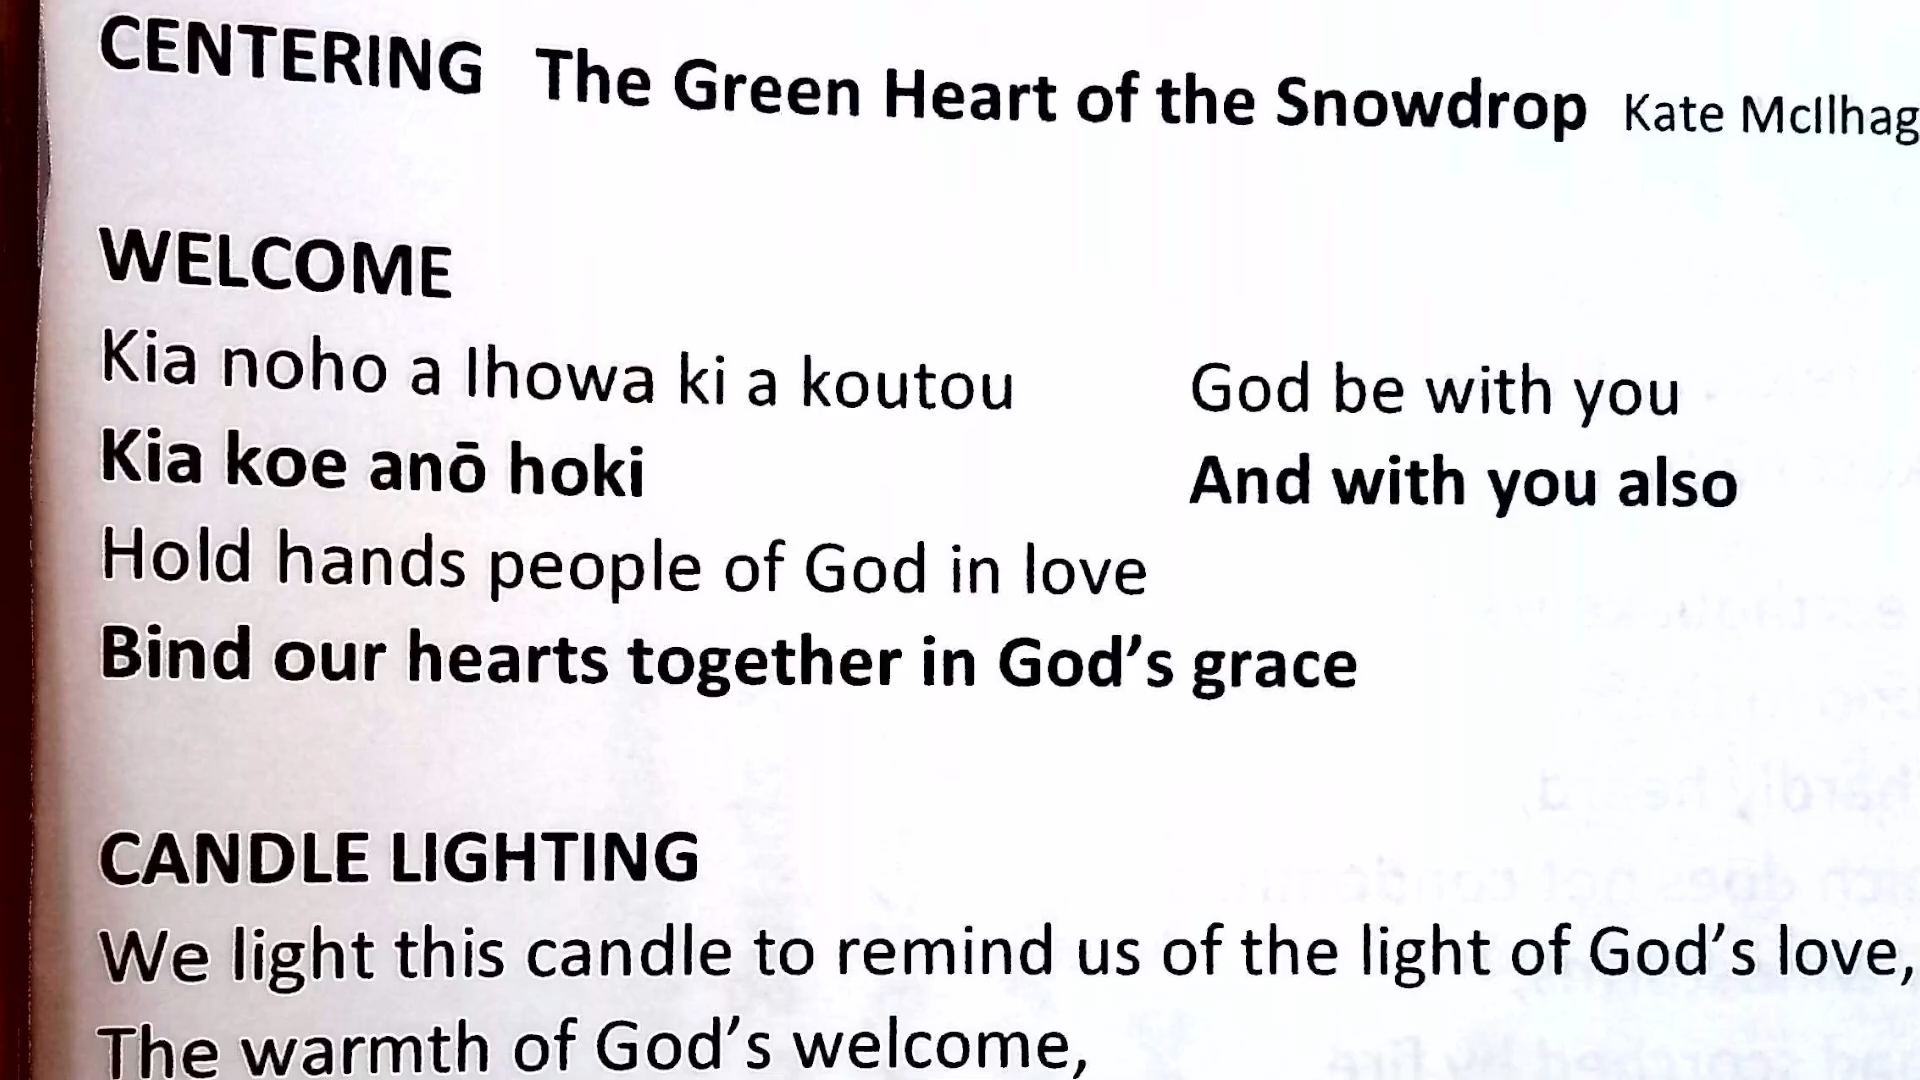 CENTERING The Green Heart of the Snowdrop Kate McIlhag
WELCOME
Kia noho a Ihowa ki a koutou God be with you
Kia koe anō hoki And with you also
Hold hands people of God in love
Bind our hearts together in God’s grace
CANDLE LIGHTING
We light this candle to remind us of the light of God’s love,
The warmth of God’s welcome,